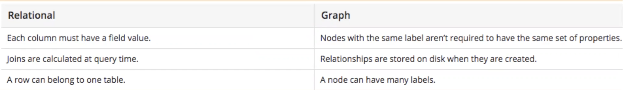 Relational Graph
Each column must have a field value. Nodes with the same label aren't required to have the same set of properties.
Joins are calculated at query time. Relationships are stored on disk when they are created.
A row can belong to one table. A node can have many labels.